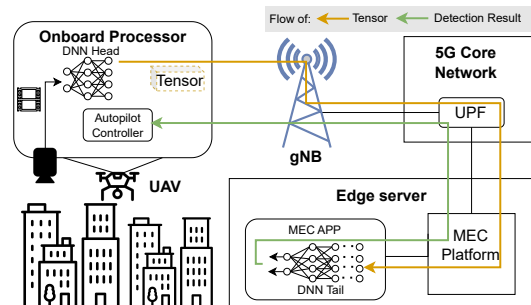 Flow of:
Tensor
Detection Result
Onboard Processor
DNN Head
Tensor
Autopilot
Controller
UAV
gNB
5G Core
Network
UPF
Edge server
MEC APP
DNN Tail
MEC
Platform